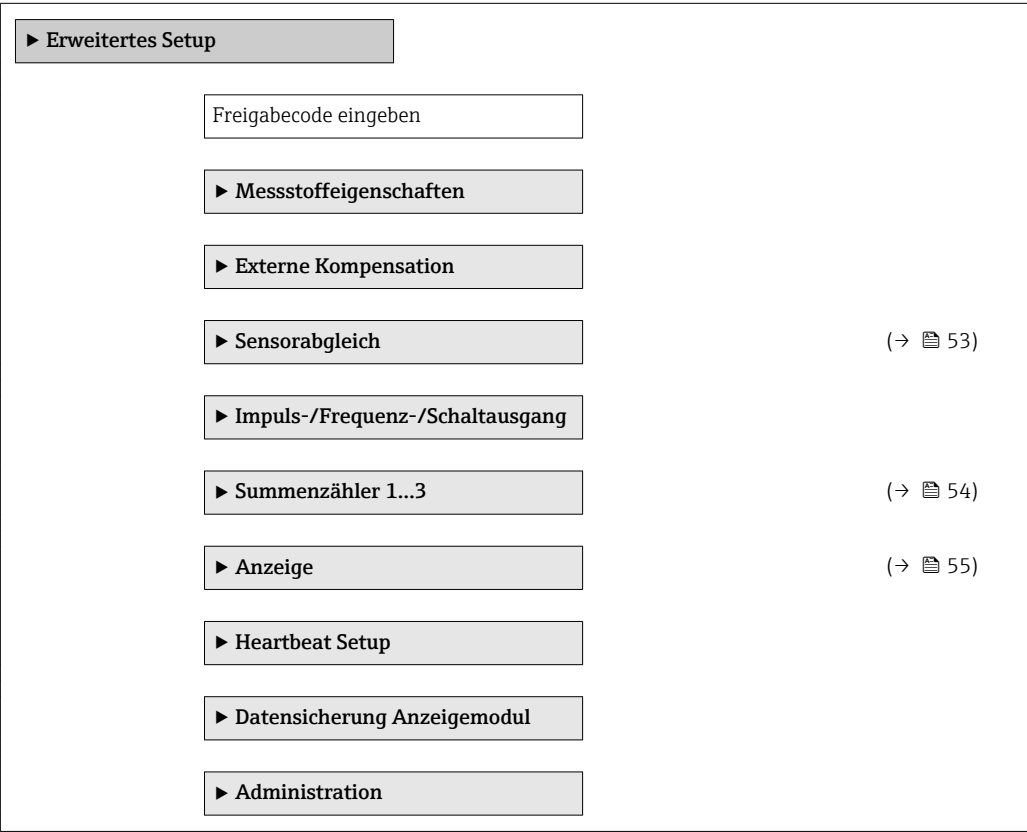 ▶ Erweitertes Setup
Freigabecode eingeben
▶ Messstoffeigenschaften
▶ Externe Kompensation
▶ Sensorabgleich (→ 🖹 53)
▶ Impuls-/Frequenz-/Schaltausgang
▶ Summenzähler 1...3 (→ 🖹 54)
▶ Anzeige (→ 🖹 55)
▶ Heartbeat Setup
▶ Datensicherung Anzeigemodul
▶ Administration